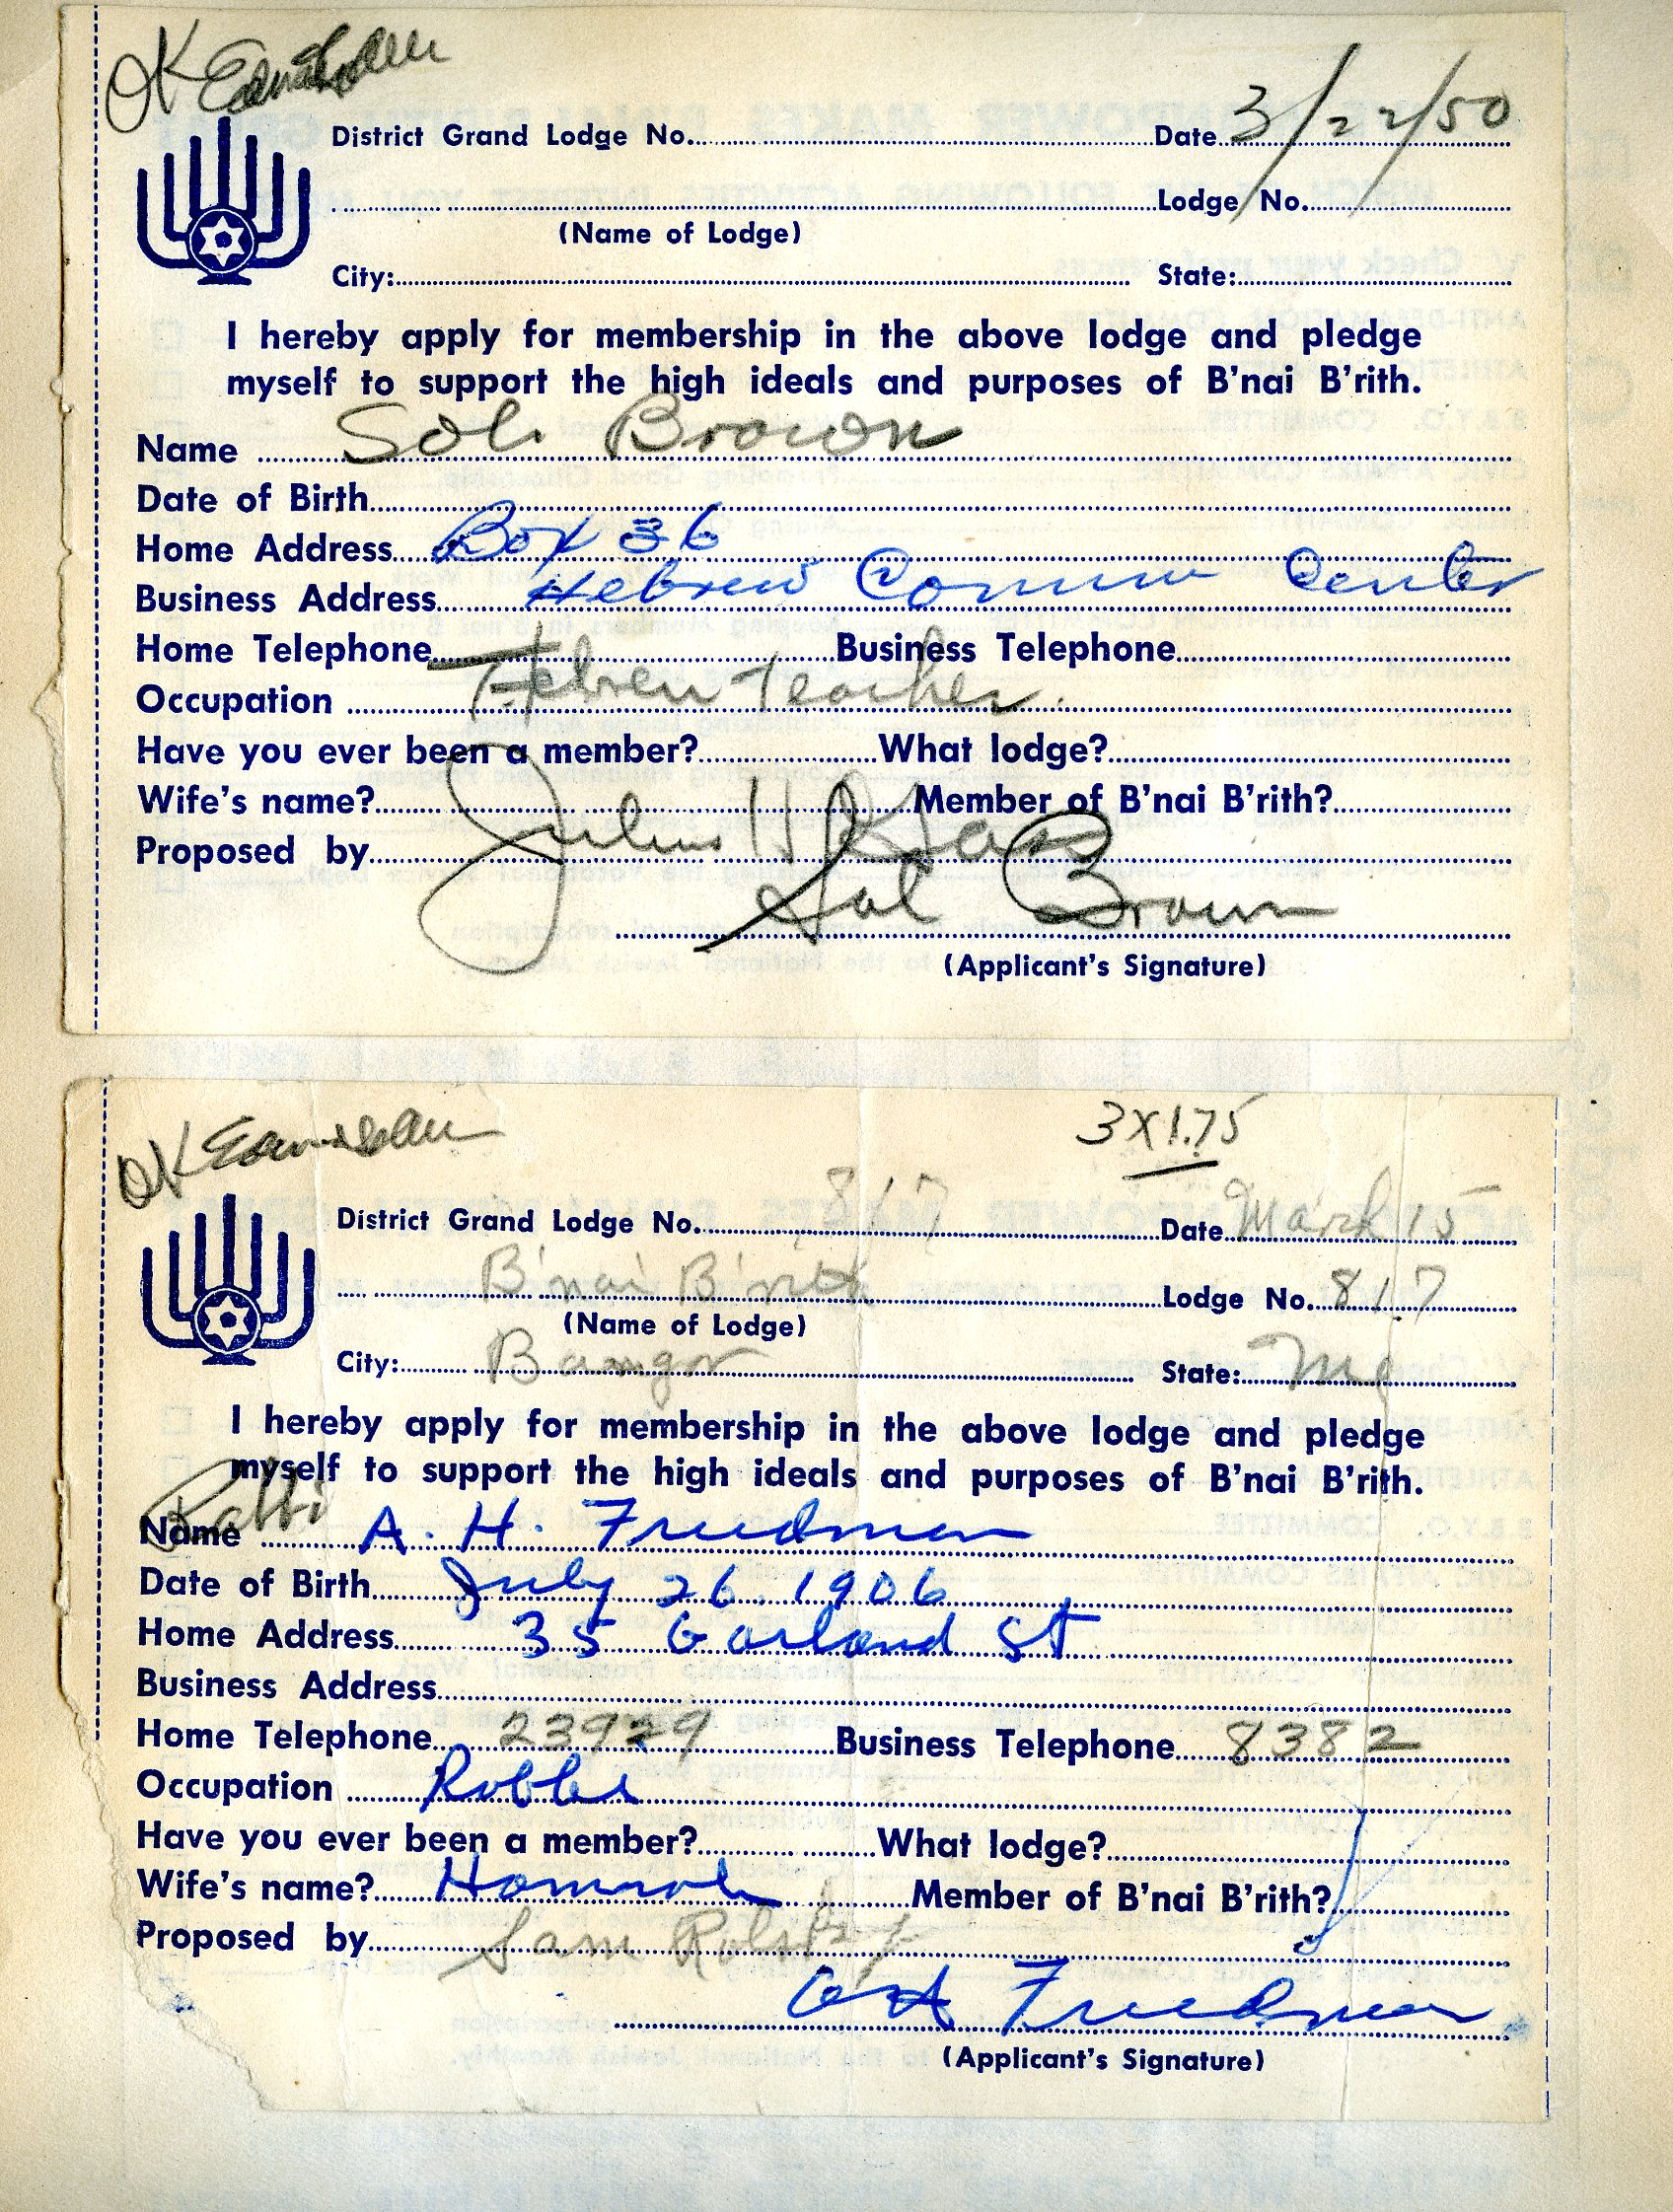 OK
District Grand Lodge No. Date 3/22/50
Lodge No.
(Name of Lodge)
City: State:
I hereby apply for membership in the above lodge and pledge
myself to support the high ideals and purposes of B'nai B'rith.
Name Sol. Brown
Date of Birth
Home Address Box 36
Business Address Hebrew Comm Center
Home Telephone Business Telephone
Occupation Hebrew Teacher
Have you ever been a member? What lodge?
Wife's name? Member of B'nai B'rith?
Proposed by Julius H
Sol Brown
(Applicant's Signature)
3 X 1.75
OK
District Grand Lodge No. 817 Date March 15
B'nai B'rith Lodge No. 817
(Name of Lodge)
City: Bangor State: Me
I hereby apply for membership in the above lodge and pledge
myself to support the high ideals and purposes of B'nai B'rith.
Rabbi
Name A. H. Freedman
Date of Birth July 26. 1906
Home Address 35 Garland St
Business Address
Home Telephone 23929 Business Telephone 8382
Occupation Rabbi
Have you ever been a member? What lodge?
Wife's name? Member of B'nai B'rith?
Proposed by Sam
A H Freedman
(Applicant's Signature)